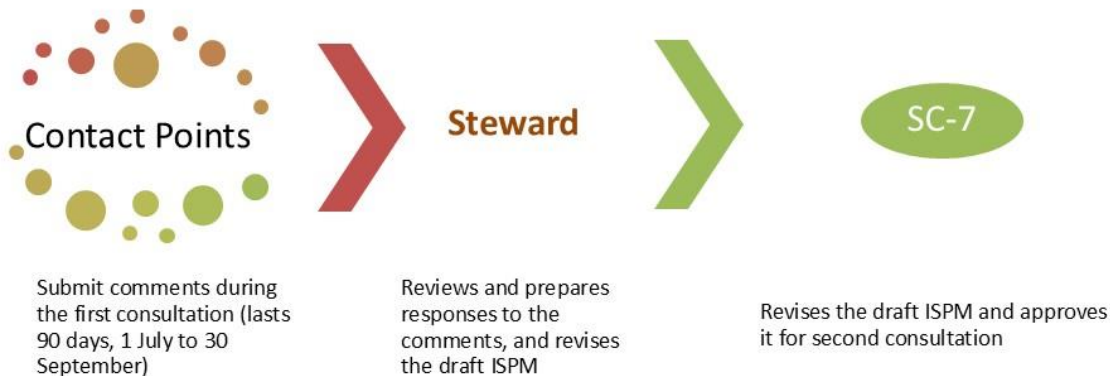 Contact Points
Steward
SC-7
Submit comments during
the first consultation (lasts
90 days, 1 July to 30
September)
Reviews and prepares
responses to the
comments, and revises
the draft ISPM
Revises the draft ISPM and approves
it for second consultation